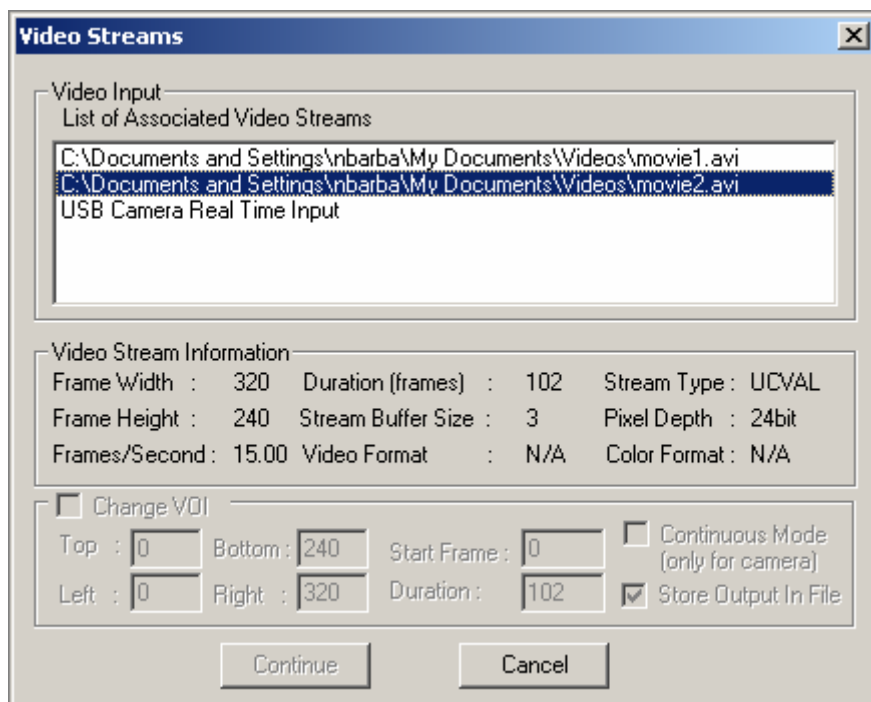 Video Streams
Video Input
List of Associated Video Streams
C:\Documents and Settings\nbarba\My Documents\Videos\movie1.avi
C:\Documents and Settings\nbarba\My Documents\Videos\movie2.avi
USB Camera Real Time Input
Video Stream Information
Frame Width : 320 Duration (frames) : 102 Stream Type : UCVAL
Frame Height : 240 Stream Buffer Size : 3 Pixel Depth : 24bit
Frames/Second : 15.00 Video Format : N/A Color Format : N/A
Change VOI
Top : 0 Bottom : 240 Start Frame : 0 Continuous Mode
(only for camera)
Left : 0 Right : 320 Duration : 102 Store Output In File
Continue Cancel